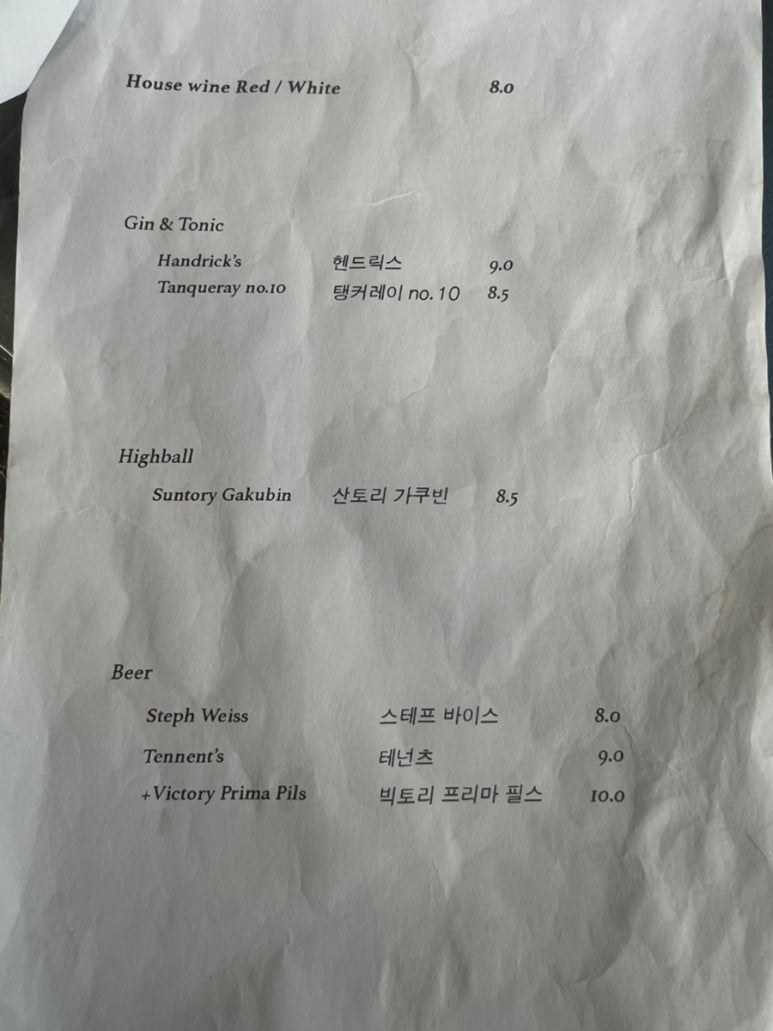 House wine Red / White 8.0
Gin & Tonic
Handrick's 헨드릭스 9.0
Tanqueray no.10 탱커레이 no.10 8.5
Highball
Suntory Gakubin 산토리 가쿠빈 8.5
Beer
Steph Weiss 스테프 바이스 8.0
Tennent's 테넌츠 9.0
+Victory Prima Pils 빅토리 프리마 필스 10.0